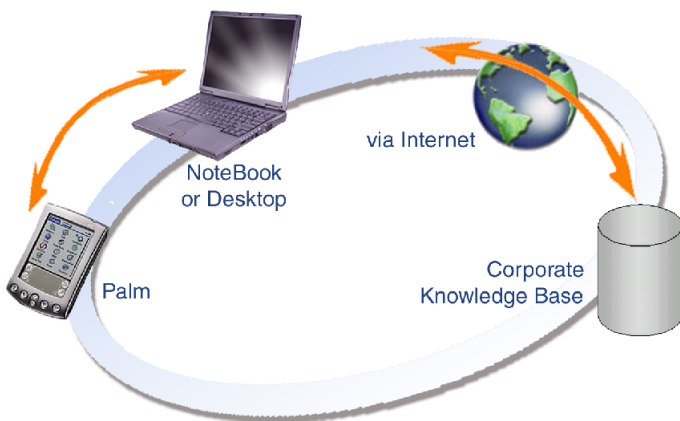 via Internet
NoteBook
or Desktop
Palm
Corporate
Knowledge Base